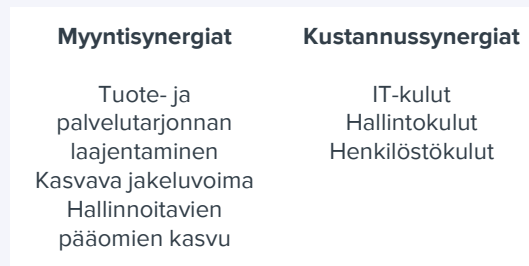 Myyntisynergiat
Tuote- ja
palvelutarjonnan
laajentaminen
Kasvava jakeluvoima
Hallinnoitavien
pääomien kasvu
Kustannussynergiat
IT-kulut
Hallintokulut
Henkilöstökulut